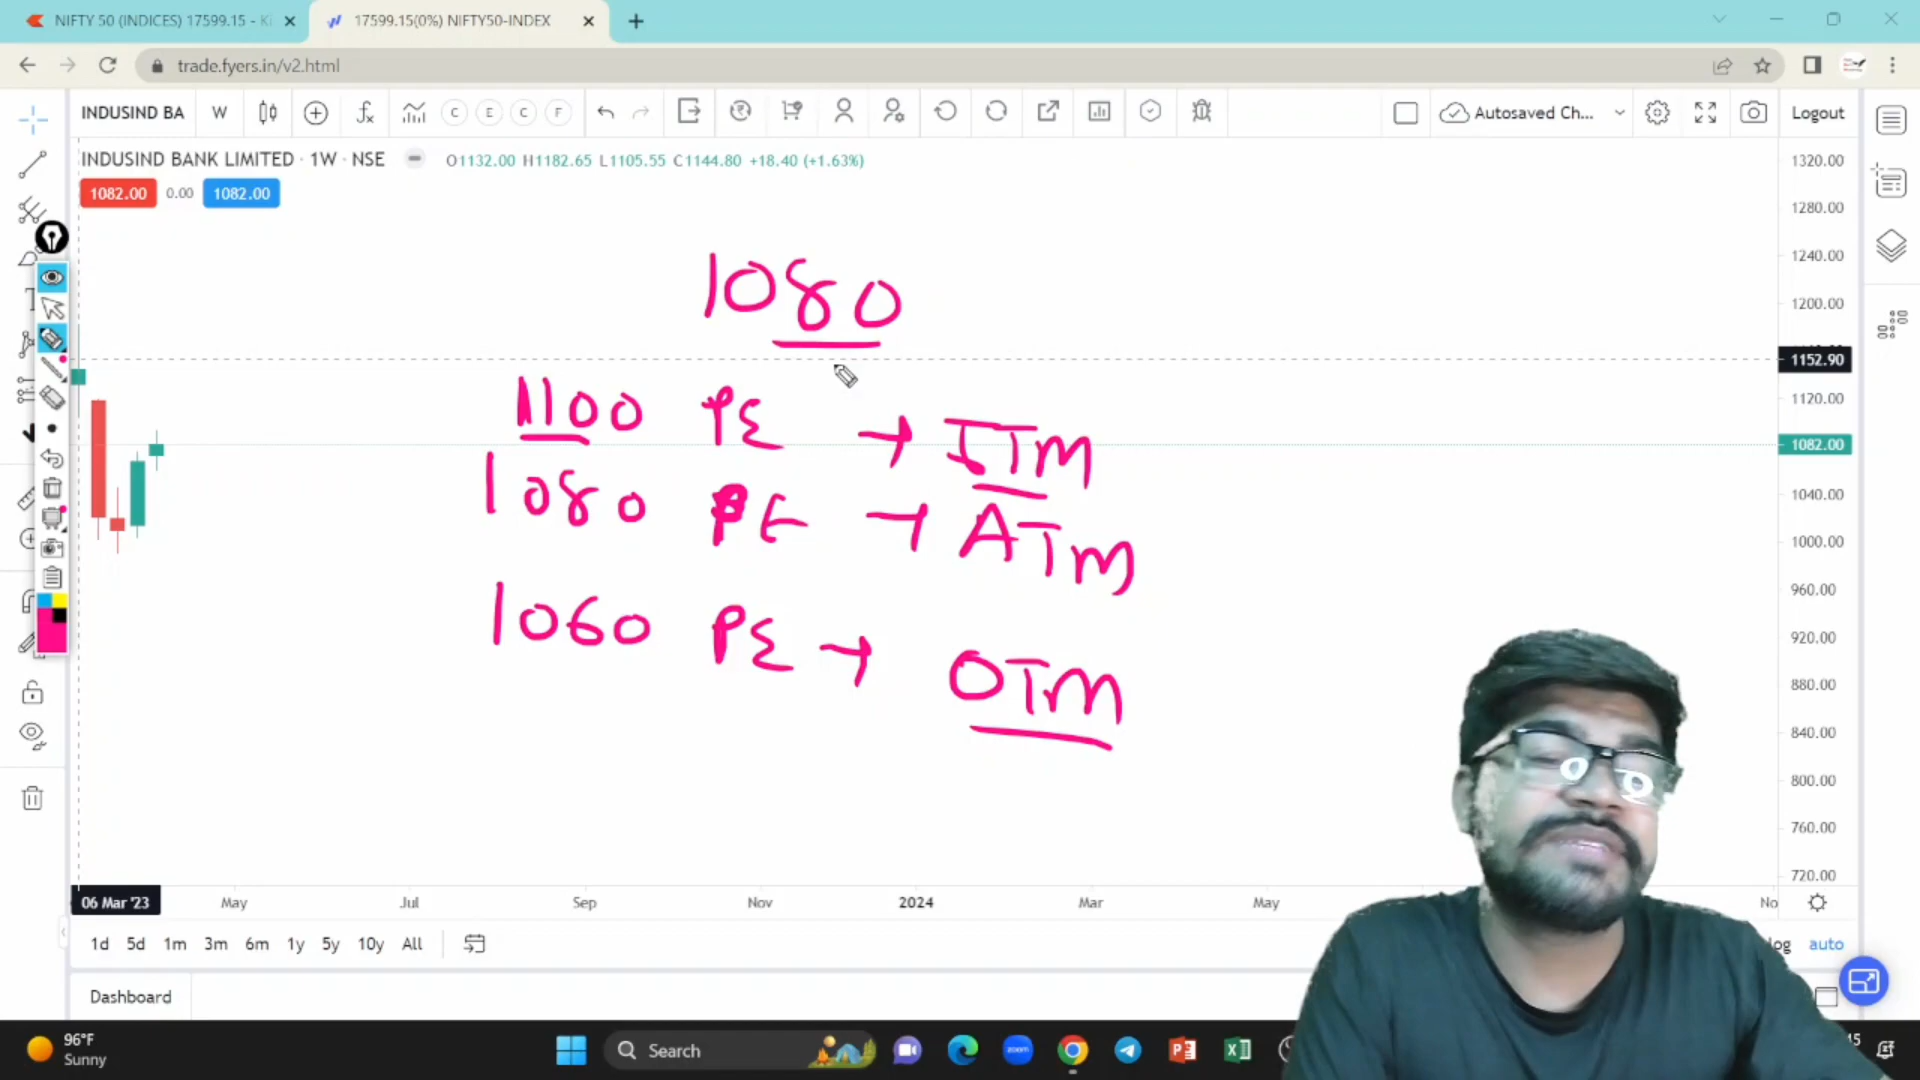 NIFTY 50 (INDICES) 17599.15 - Ki
17599.15(0%) NIFTY50-INDEX
trade.fyers.in/v2.html
INDUSIND BA W C E C F Autosaved Ch... Logout
INDUSIND BANK LIMITED · 1W · NSE O1132.00 H1182.65 L1105.55 C1144.80 +18.40 (+1.63%)
1082.00 0.00 1082.00
1320.00
1280.00
1240.00
1200.00
1152.90
1120.00
1082.00
1040.00
1000.00
960.00
920.00
880.00
840.00
800.00
760.00
720.00
1080
1100 PE → ITM
1080 PE → ATM
1060 PE → OTM
06 Mar '23 May Jul Sep Nov 2024 Mar May No
1d 5d 1m 3m 6m 1y 5y 10y All
log auto
Dashboard
96°F
Sunny
Search
zoom
15